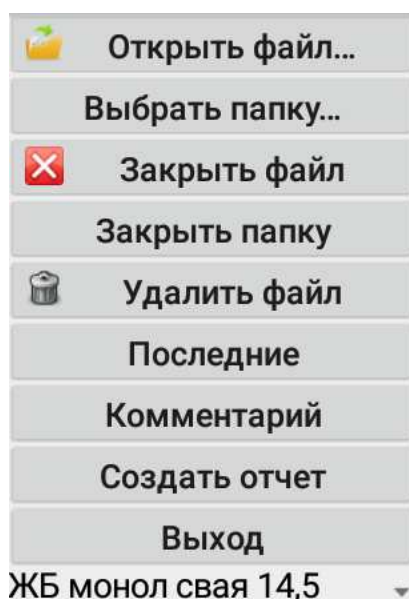 Открыть файл...
Выбрать папку...
Закрыть файл
Закрыть папку
Удалить файл
Последние
Комментарий
Создать отчет
Выход
ЖБ монол свая 14,5